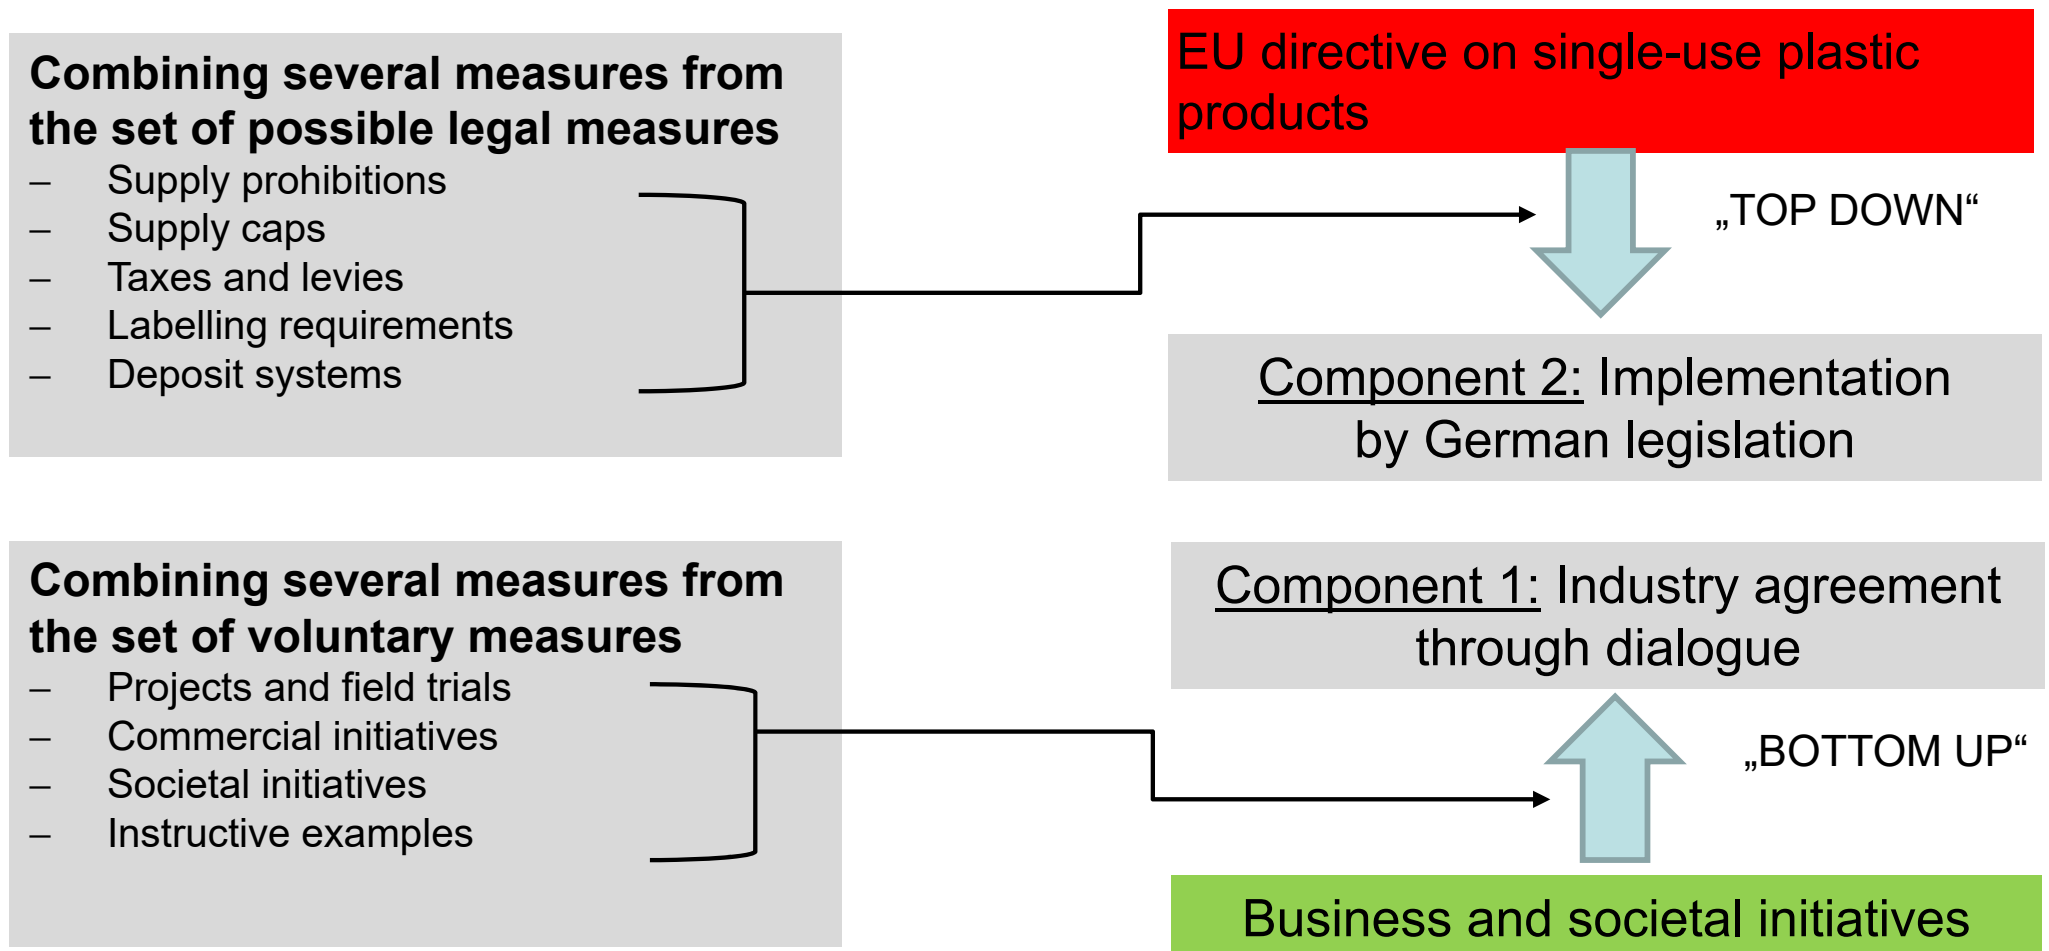 Combining several measures from
the set of possible legal measures
– Supply prohibitions
– Supply caps
– Taxes and levies
– Labelling requirements
– Deposit systems
EU directive on single-use plastic
products
„TOP DOWN“
Component 2: Implementation
by German legislation
Combining several measures from
the set of voluntary measures
– Projects and field trials
– Commercial initiatives
– Societal initiatives
– Instructive examples
Component 1: Industry agreement
through dialogue
„BOTTOM UP“
Business and societal initiatives